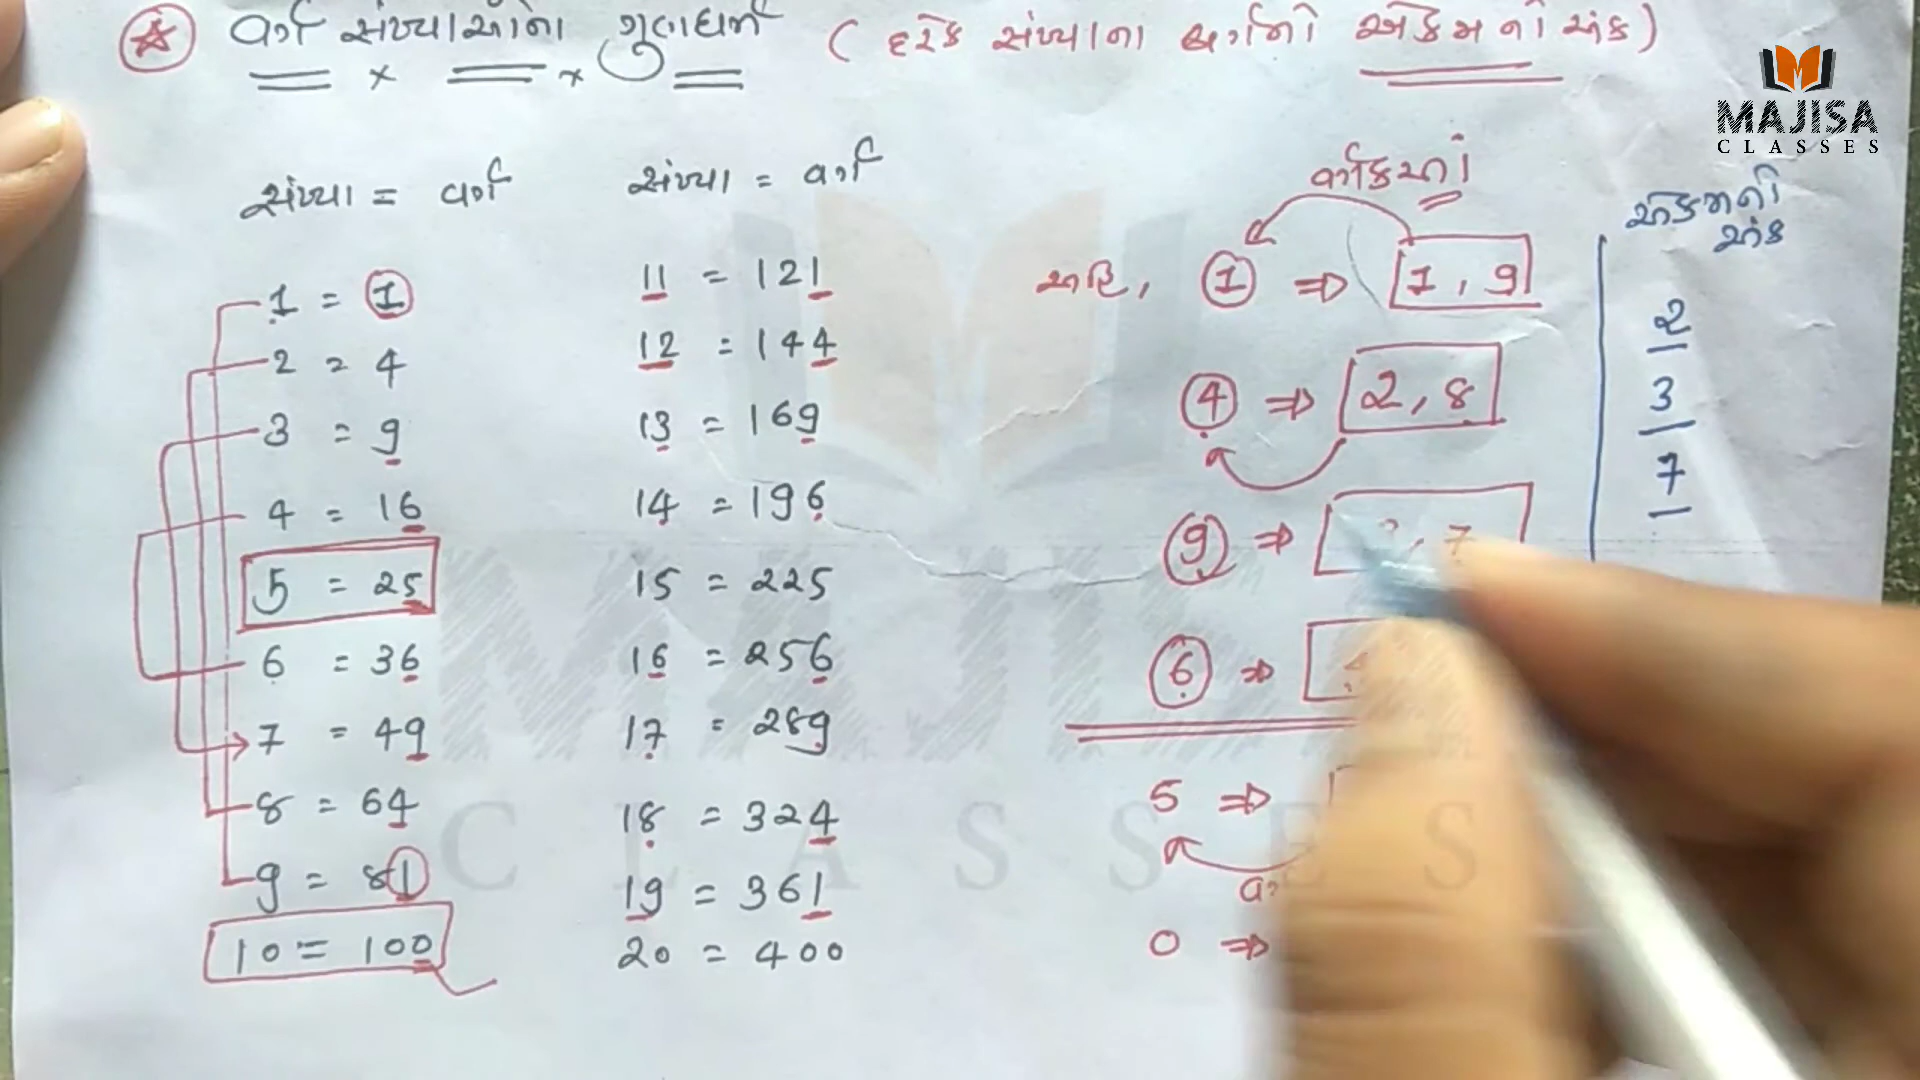 વર્ગ સંખ્યાઓના ગુણધર્મ (દરેક સંખ્યાના વર્ગનો એકમનો અંક)
MAJISA
CLASSES
સંખ્યા = વર્ગ
1 = 1
2 = 4
3 = 9
4 = 16
5 = 25
6 = 36
7 = 49
8 = 64
9 = 81
10 = 100
સંખ્યા = વર્ગ
11 = 121
12 = 144
13 = 169
14 = 196
15 = 225
16 = 256
17 = 289
18 = 324
19 = 361
20 = 400
અહિ, 1 ⇒ 1, 9
4 ⇒ 2, 8
9 ⇒ , 7
6 ⇒
5 ⇒
0 ⇒
એકમનો
અંક
2
3
7